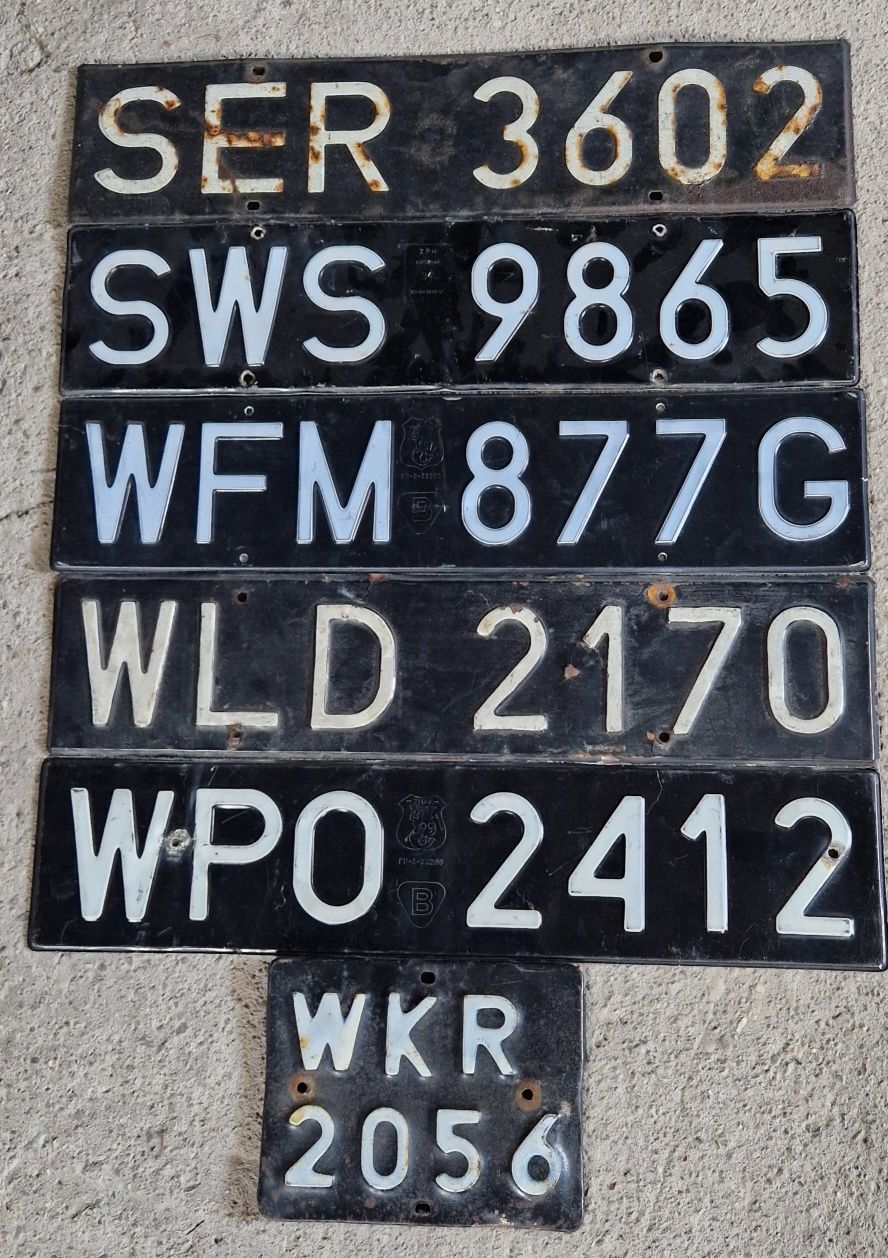 SER 3602
SWS 9865
WFM 877G
WLD 2170
WPO 2412
B
WKR
2056